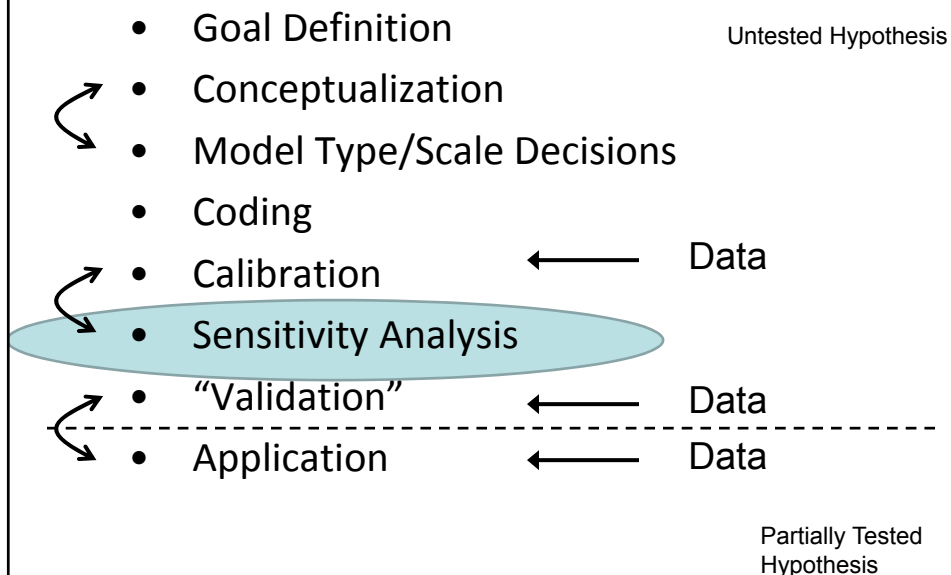 • Goal Definition
Untested Hypothesis
• Conceptualization
• Model Type/Scale Decisions
• Coding
• Calibration
Data
• Sensitivity Analysis
• “Validation”
Data
• Application
Data
Partially Tested
Hypothesis